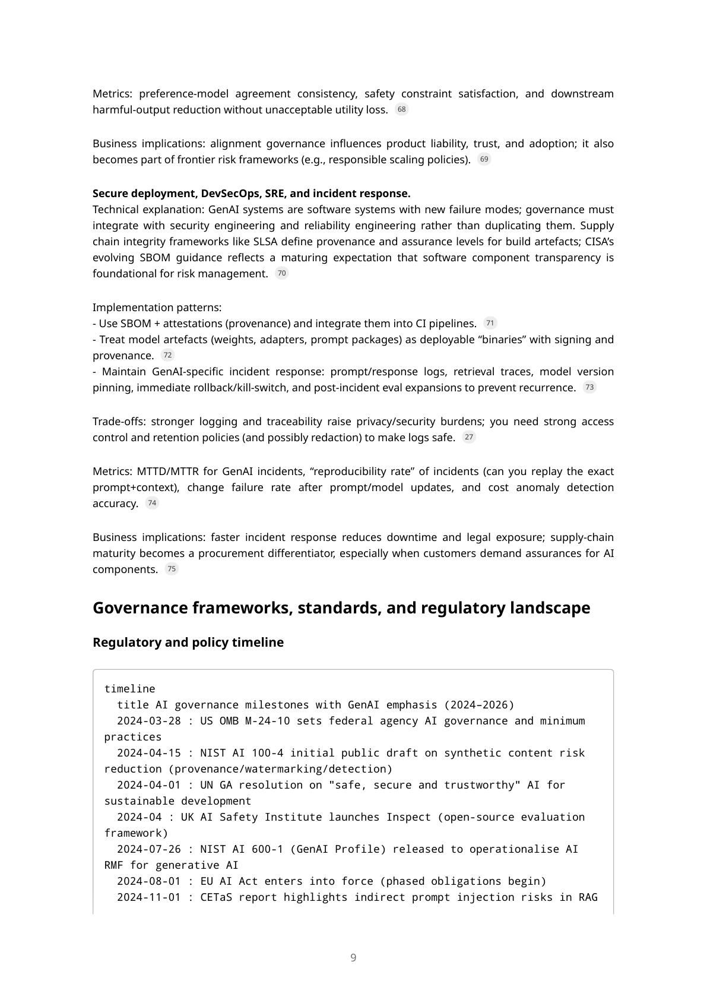 Metrics: preference-model agreement consistency, safety constraint satisfaction, and downstream
harmful-output reduction without unacceptable utility loss. 68
Business implications: alignment governance influences product liability, trust, and adoption; it also
becomes part of frontier risk frameworks (e.g., responsible scaling policies). 69
Secure deployment, DevSecOps, SRE, and incident response.
Technical explanation: GenAI systems are software systems with new failure modes; governance must
integrate with security engineering and reliability engineering rather than duplicating them. Supply
chain integrity frameworks like SLSA define provenance and assurance levels for build artefacts; CISA’s
evolving SBOM guidance reflects a maturing expectation that software component transparency is
foundational for risk management. 70
Implementation patterns:
- Use SBOM + attestations (provenance) and integrate them into CI pipelines. 71
- Treat model artefacts (weights, adapters, prompt packages) as deployable “binaries” with signing and
provenance. 72
- Maintain GenAI-specific incident response: prompt/response logs, retrieval traces, model version
pinning, immediate rollback/kill-switch, and post-incident eval expansions to prevent recurrence. 73
Trade-offs: stronger logging and traceability raise privacy/security burdens; you need strong access
control and retention policies (and possibly redaction) to make logs safe. 27
Metrics: MTTD/MTTR for GenAI incidents, “reproducibility rate” of incidents (can you replay the exact
prompt+context), change failure rate after prompt/model updates, and cost anomaly detection
accuracy. 74
Business implications: faster incident response reduces downtime and legal exposure; supply-chain
maturity becomes a procurement differentiator, especially when customers demand assurances for AI
components. 75
Governance frameworks, standards, and regulatory landscape
Regulatory and policy timeline
timeline
title AI governance milestones with GenAI emphasis (2024–2026)
2024-03-28 : US OMB M-24-10 sets federal agency AI governance and minimum
practices
2024-04-15 : NIST AI 100-4 initial public draft on synthetic content risk
reduction (provenance/watermarking/detection)
2024-04-01 : UN GA resolution on "safe, secure and trustworthy" AI for
sustainable development
2024-04 : UK AI Safety Institute launches Inspect (open-source evaluation
framework)
2024-07-26 : NIST AI 600-1 (GenAI Profile) released to operationalise AI
RMF for generative AI
2024-08-01 : EU AI Act enters into force (phased obligations begin)
2024-11-01 : CETaS report highlights indirect prompt injection risks in RAG
9